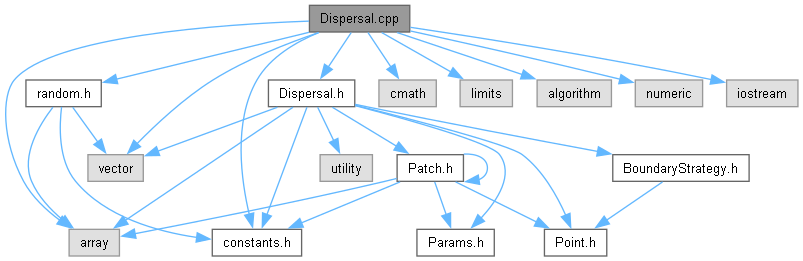 Dispersal.cpp
random.h
Dispersal.h
cmath
limits
algorithm
numeric
iostream
vector
utility
Patch.h
BoundaryStrategy.h
array
constants.h
Params.h
Point.h